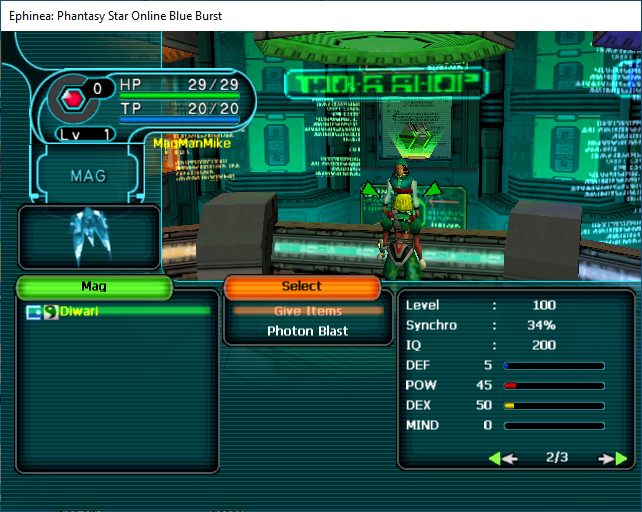 Ephinea: Phantasy Star Online Blue Burst
0
HP 29/29
TP 20/20
Lv 1
MagManMike
MAG
TOOLS SHOP
Mag
Diwari
Select
Give Items
Photon Blast
Level : 100
Synchro : 34%
IQ : 200
DEF 5
POW 45
DEX 50
MIND 0
2/3